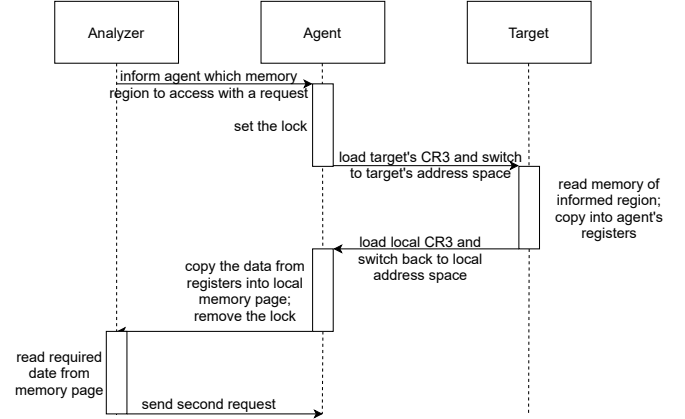 Analyzer
Agent
Target
inform agent which memory
region to access with a request
set the lock
load target's CR3 and switch
to target's address space
read memory of
informed region;
copy into agent's
registers
load local CR3 and
switch back to local
address space
copy the data from
registers into local
memory page;
remove the lock
read required
date from
memory page
send second request